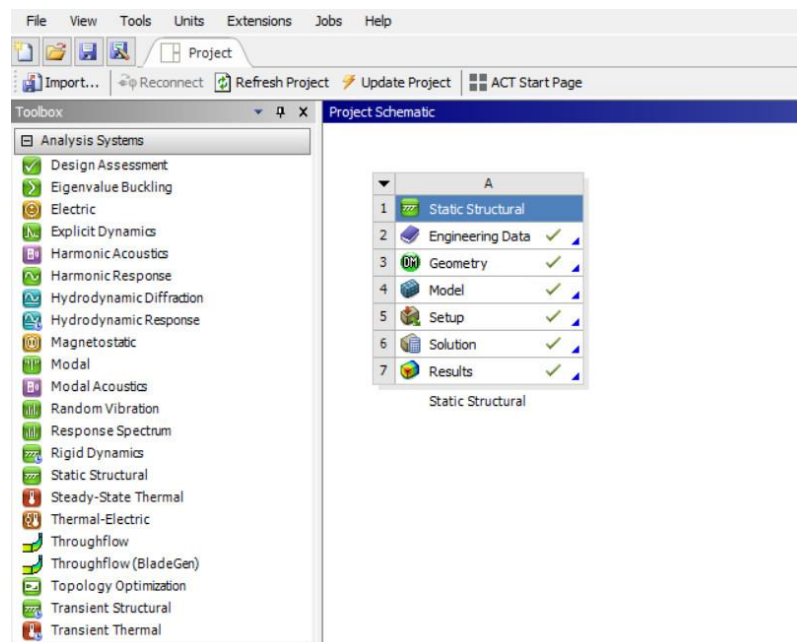 File View Tools Units Extensions Jobs Help
Project
Import... Reconnect Refresh Project Update Project ACT Start Page
Toolbox
Project Schematic
Analysis Systems
Design Assessment
Eigenvalue Buckling
Electric
Explicit Dynamics
Harmonic Acoustics
Harmonic Response
Hydrodynamic Diffraction
Hydrodynamic Response
Magnetostatic
Modal
Modal Acoustics
Random Vibration
Response Spectrum
Rigid Dynamics
Static Structural
Steady-State Thermal
Thermal-Electric
Throughflow
Throughflow (BladeGen)
Topology Optimization
Transient Structural
Transient Thermal
A
1 Static Structural
2 Engineering Data
3 DM Geometry
4 Model
5 Setup
6 Solution
7 Results
Static Structural